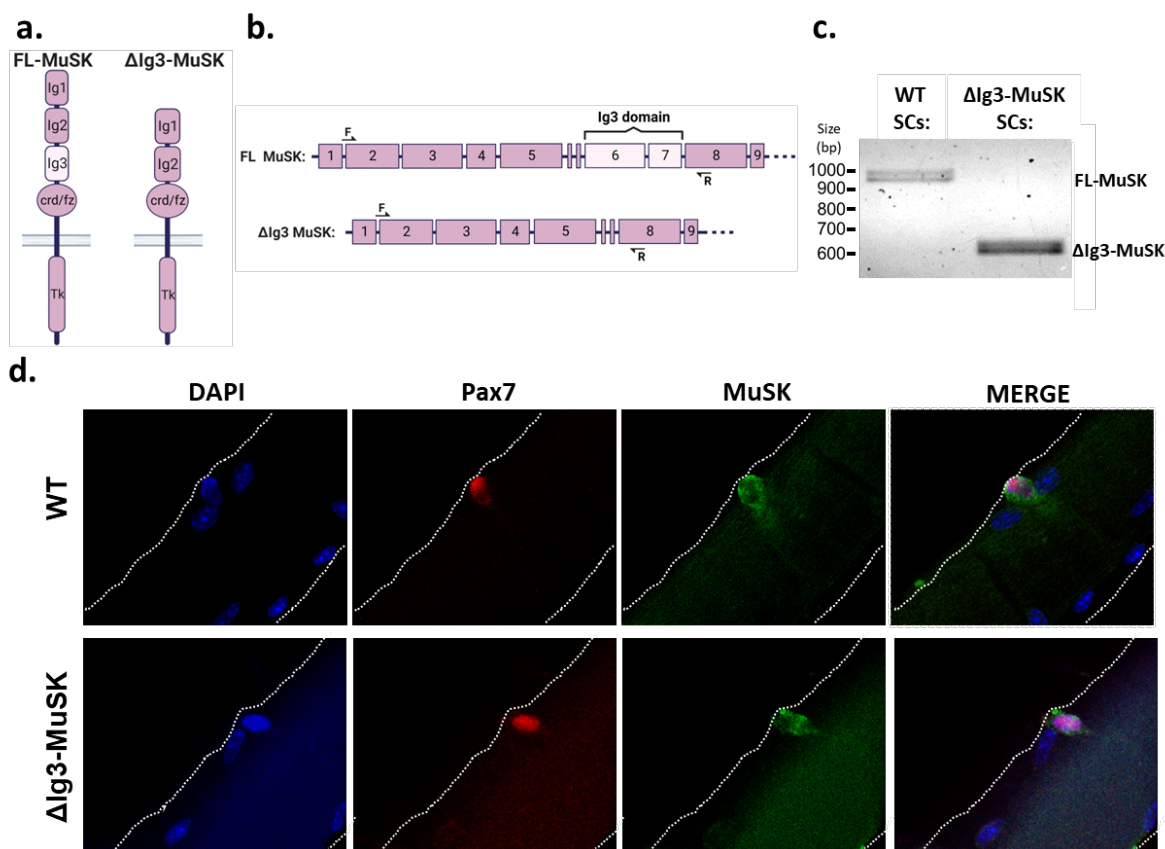 a.
FL-MuSK ΔIg3-MuSK
Ig1
Ig2 Ig1
Ig3 Ig2
crd/fz crd/fz
Tk Tk
b.
Ig3 domain
F
FL MuSK: 1 2 3 4 5 6 7 8 9
R
F
ΔIg3 MuSK: 1 2 3 4 5 8 9
R
c.
WT ΔIg3-MuSK
SCs: SCs:
Size
(bp)
1000
900
800
700
600
FL-MuSK
ΔIg3-MuSK
d.
DAPI Pax7 MuSK MERGE
WT
ΔIg3-MuSK